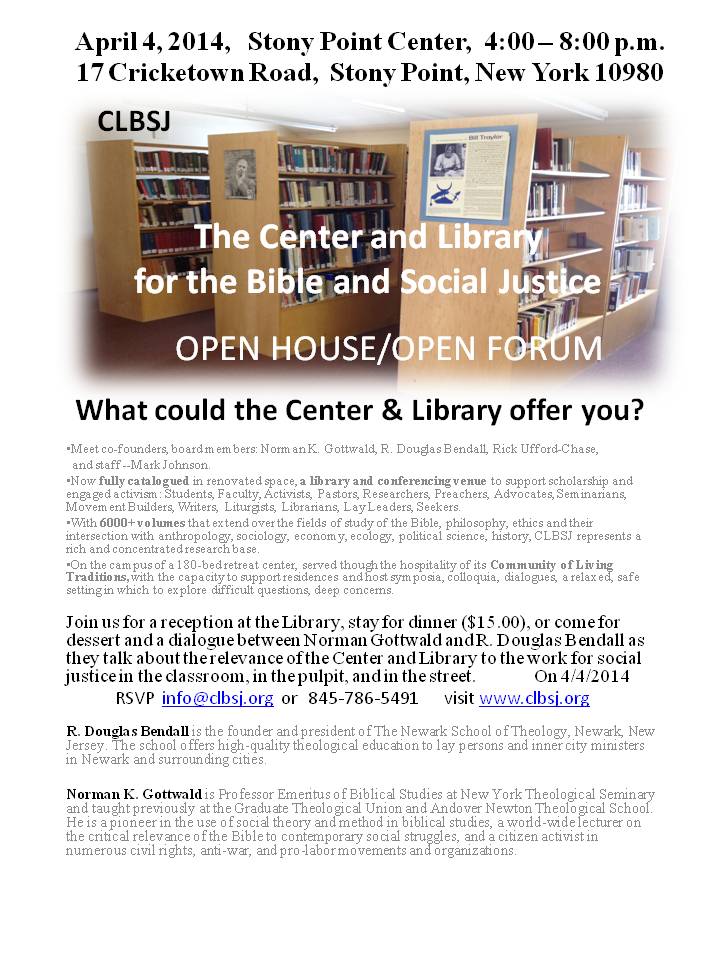 April 4, 2014, Stony Point Center, 4:00 – 8:00 p.m.
17 Cricketown Road, Stony Point, New York 10980
CLBSJ
Bill Traylor
The Center and Library
for the Bible and Social Justice
OPEN HOUSE/OPEN FORUM
What could the Center & Library offer you?
•Meet co-founders, board members: Norman K. Gottwald, R. Douglas Bendall, Rick Ufford-Chase,
and staff --Mark Johnson.
•Now fully catalogued in renovated space, a library and conferencing venue to support scholarship and
engaged activism: Students, Faculty, Activists, Pastors, Researchers, Preachers, Advocates, Seminarians,
Movement Builders, Writers, Liturgists, Librarians, Lay Leaders, Seekers.
•With 6000+ volumes that extend over the fields of study of the Bible, philosophy, ethics and their
intersection with anthropology, sociology, economy, ecology, political science, history, CLBSJ represents a
rich and concentrated research base.
•On the campus of a 180-bed retreat center, served though the hospitality of its Community of Living
Traditions, with the capacity to support residences and host symposia, colloquia, dialogues, a relaxed, safe
setting in which to explore difficult questions, deep concerns.
Join us for a reception at the Library, stay for dinner ($15.00), or come for
dessert and a dialogue between Norman Gottwald and R. Douglas Bendall as
they talk about the relevance of the Center and Library to the work for social
justice in the classroom, in the pulpit, and in the street. On 4/4/2014
RSVP info@clbsj.org or 845-786-5491 visit www.clbsj.org
R. Douglas Bendall is the founder and president of The Newark School of Theology, Newark, New
Jersey. The school offers high-quality theological education to lay persons and inner city ministers
in Newark and surrounding cities.
Norman K. Gottwald is Professor Emeritus of Biblical Studies at New York Theological Seminary
and taught previously at the Graduate Theological Union and Andover Newton Theological School.
He is a pioneer in the use of social theory and method in biblical studies, a world-wide lecturer on
the critical relevance of the Bible to contemporary social struggles, and a citizen activist in
numerous civil rights, anti-war, and pro-labor movements and organizations.